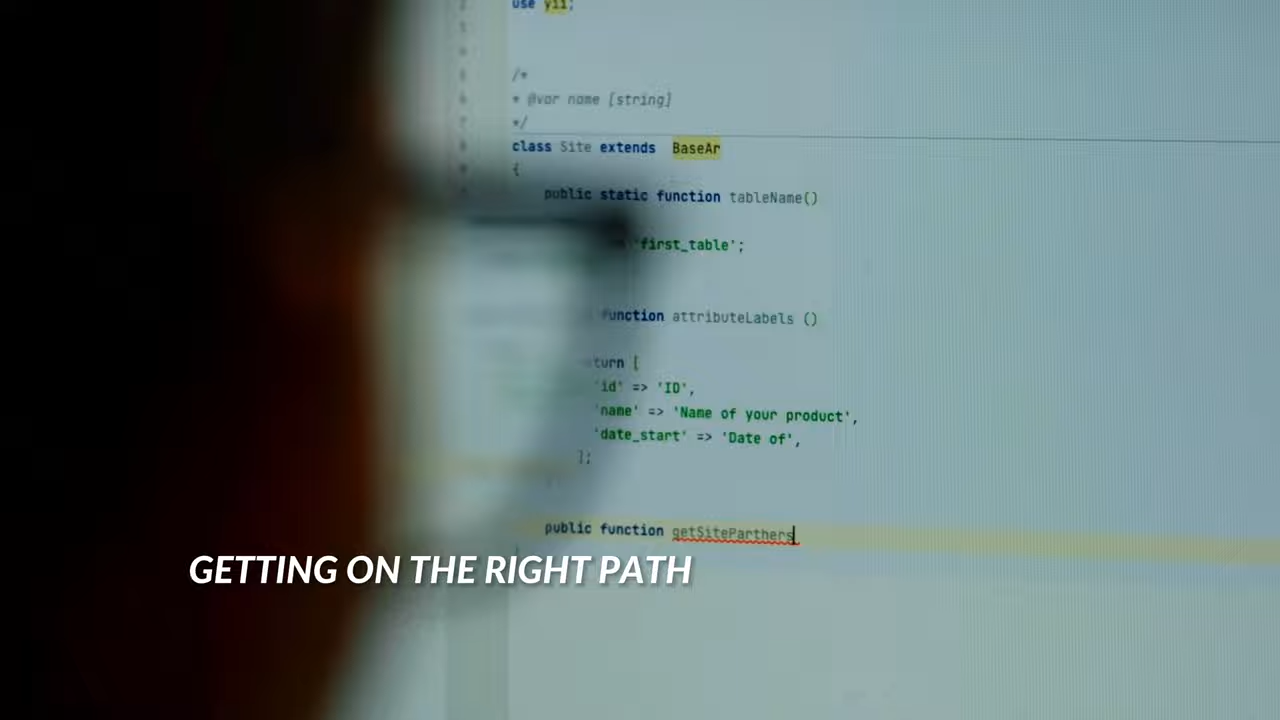 use yii;
/*
* @var name [string]
*/
class Site extends BaseAr
{
public static function tableName()
'first_table';
function attributeLabels ()
turn [
'id' => 'ID',
'name' => 'Name of your product',
'date_start' => 'Date of',
];
public function getSiteParthers
GETTING ON THE RIGHT PATH